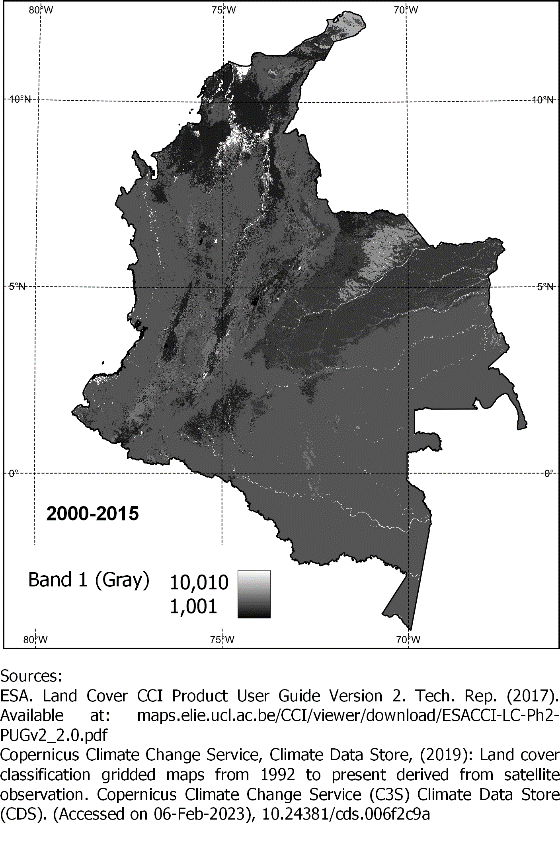 80°W 75°W 70°W
10°N 10°N
5°N 5°N
0° 0°
2000-2015
Band 1 (Gray) 10,010
1,001
80°W 75°W 70°W
Sources:
ESA. Land Cover CCI Product User Guide Version 2. Tech. Rep. (2017).
Available at: maps.elie.ucl.ac.be/CCI/viewer/download/ESACCI-LC-Ph2-
PUGv2_2.0.pdf
Copernicus Climate Change Service, Climate Data Store, (2019): Land cover
classification gridded maps from 1992 to present derived from satellite
observation. Copernicus Climate Change Service (C3S) Climate Data Store
(CDS). (Accessed on 06-Feb-2023), 10.24381/cds.006f2c9a